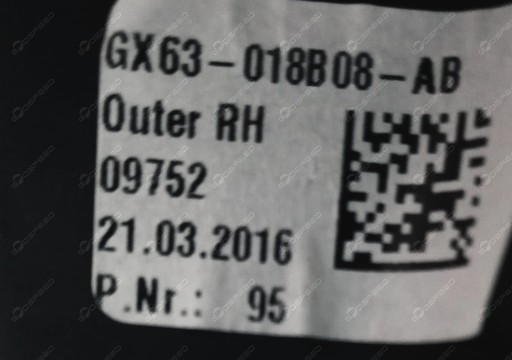 GX63-018B08-AB
Outer RH
09752
21.03.2016
P.Nr.: 95